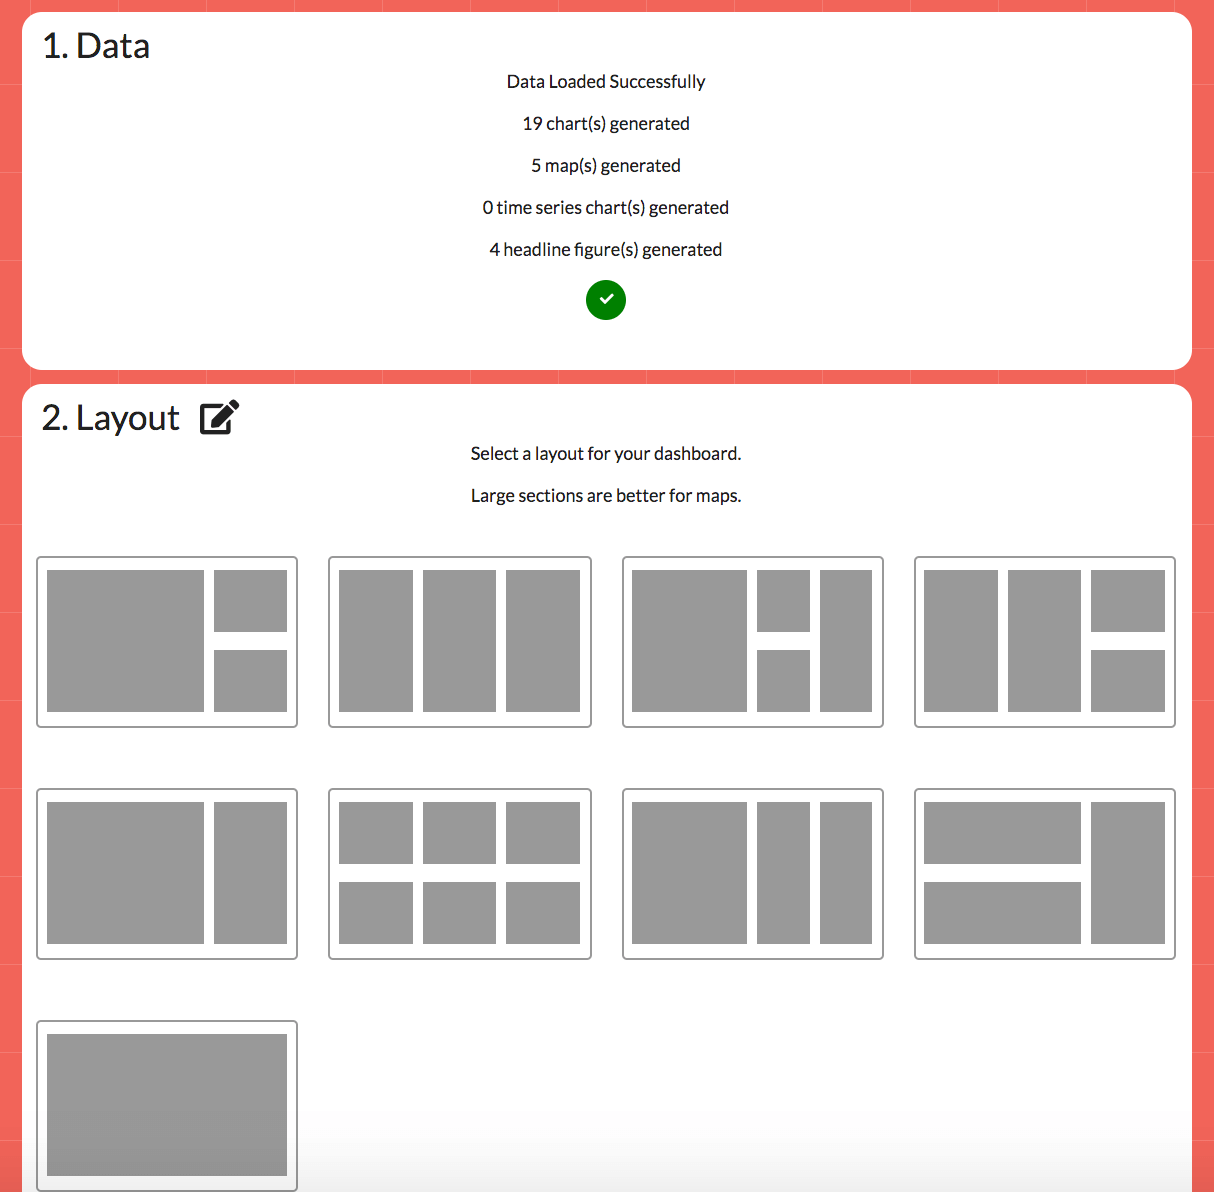 1. Data
Data Loaded Successfully
19 chart(s) generated
5 map(s) generated
0 time series chart(s) generated
4 headline figure(s) generated
2. Layout
Select a layout for your dashboard.
Large sections are better for maps.